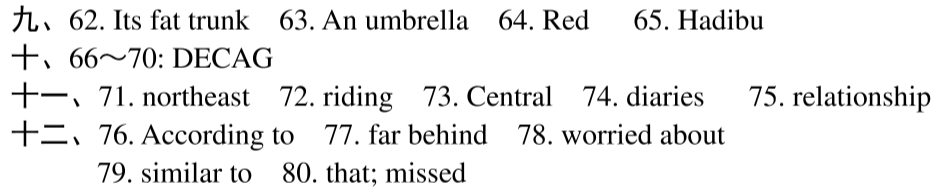 九、62. Its fat trunk 63. An umbrella 64. Red 65. Hadibu
十、66～70: DECAG
十一、71. northeast 72. riding 73. Central 74. diaries 75. relationship
十二、76. According to 77. far behind 78. worried about
79. similar to 80. that; missed